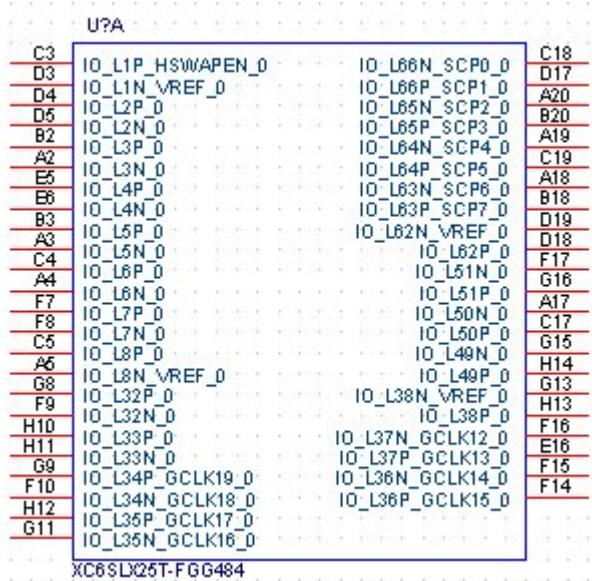 U?A
C3 IO_L1P_HSWAPEN_0 IO_L66N_SCP0_0 C18
D3 IO_L1N_VREF_0 IO_L66P_SCP1_0 D17
D4 IO_L2P_0 IO_L65N_SCP2_0 A20
D5 IO_L2N_0 IO_L65P_SCP3_0 B20
B2 IO_L3P_0 IO_L64N_SCP4_0 A19
A2 IO_L3N_0 IO_L64P_SCP5_0 C19
E5 IO_L4P_0 IO_L63N_SCP6_0 A18
E6 IO_L4N_0 IO_L63P_SCP7_0 B18
B3 IO_L5P_0 IO_L62N_VREF_0 D19
A3 IO_L5N_0 IO_L62P_0 D18
C4 IO_L6P_0 IO_L51N_0 F17
A4 IO_L6N_0 IO_L51P_0 G16
F7 IO_L7P_0 IO_L50N_0 A17
F8 IO_L7N_0 IO_L50P_0 C17
C5 IO_L8P_0 IO_L49N_0 G15
A5 IO_L8N_VREF_0 IO_L49P_0 H14
G8 IO_L32P_0 IO_L38N_VREF_0 G13
F9 IO_L32N_0 IO_L38P_0 H13
H10 IO_L33P_0 IO_L37N_GCLK12_0 F16
H11 IO_L33N_0 IO_L37P_GCLK13_0 E16
G9 IO_L34P_GCLK19_0 IO_L36N_GCLK14_0 F15
F10 IO_L34N_GCLK18_0 IO_L36P_GCLK15_0 F14
H12 IO_L35P_GCLK17_0
G11 IO_L35N_GCLK16_0
XC6SLX25T-FGG484